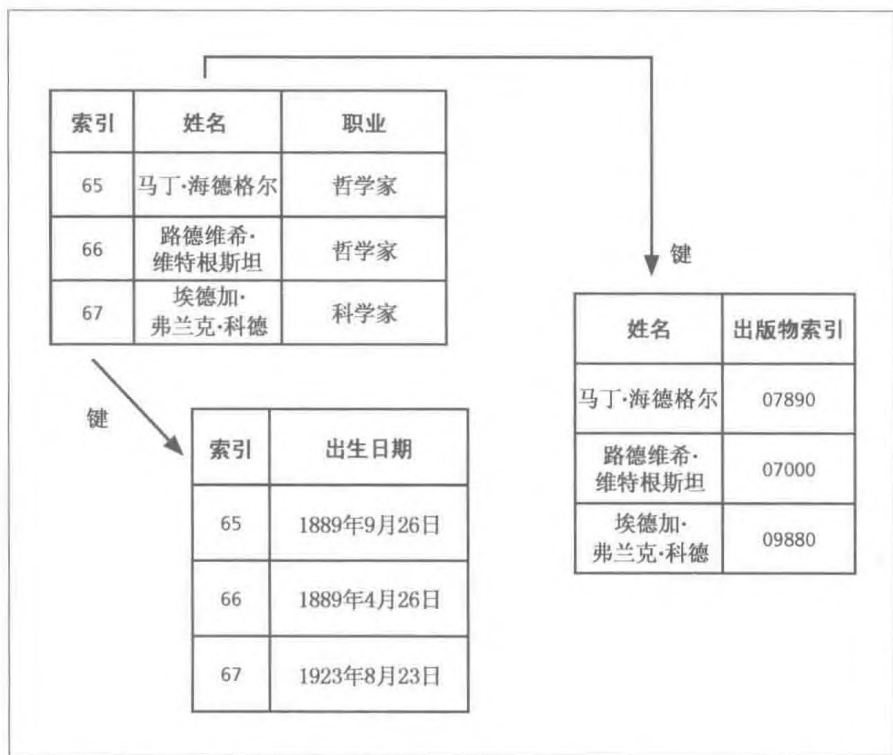 索引 姓名 职业
65 马丁·海德格尔 哲学家
66 路德维希·
维特根斯坦 哲学家
67 埃德加·
弗兰克·科德 科学家
键
索引 出生日期
65 1889年9月26日
66 1889年4月26日
67 1923年8月23日
键
姓名 出版物索引
马丁·海德格尔 07890
路德维希·
维特根斯坦 07000
埃德加·
弗兰克·科德 09880